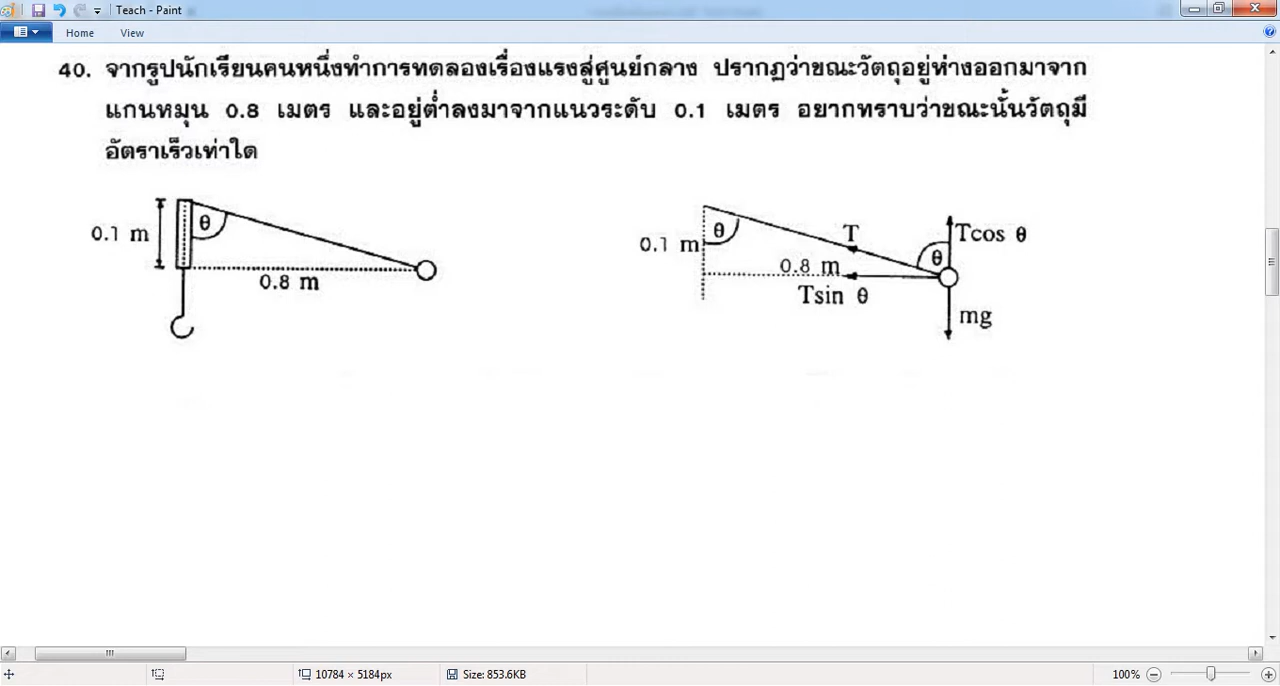 Teach - Paint
Home View
40. จากรูปนักเรียนคนหนึ่งทำการทดลองเรื่องแรงสู่ศูนย์กลาง ปรากฏว่าขณะวัตถุอยู่ห่างออกมาจาก
แกนหมุน 0.8 เมตร และอยู่ต่ำลงมาจากแนวระดับ 0.1 เมตร อยากทราบว่าขณะนั้นวัตถุมี
อัตราเร็วเท่าใด
0.1 m θ
0.8 m
θ T Tcos θ
0.1 m 0.8 m θ
Tsin θ
mg
10784 × 5184px Size: 853.6KB 100%